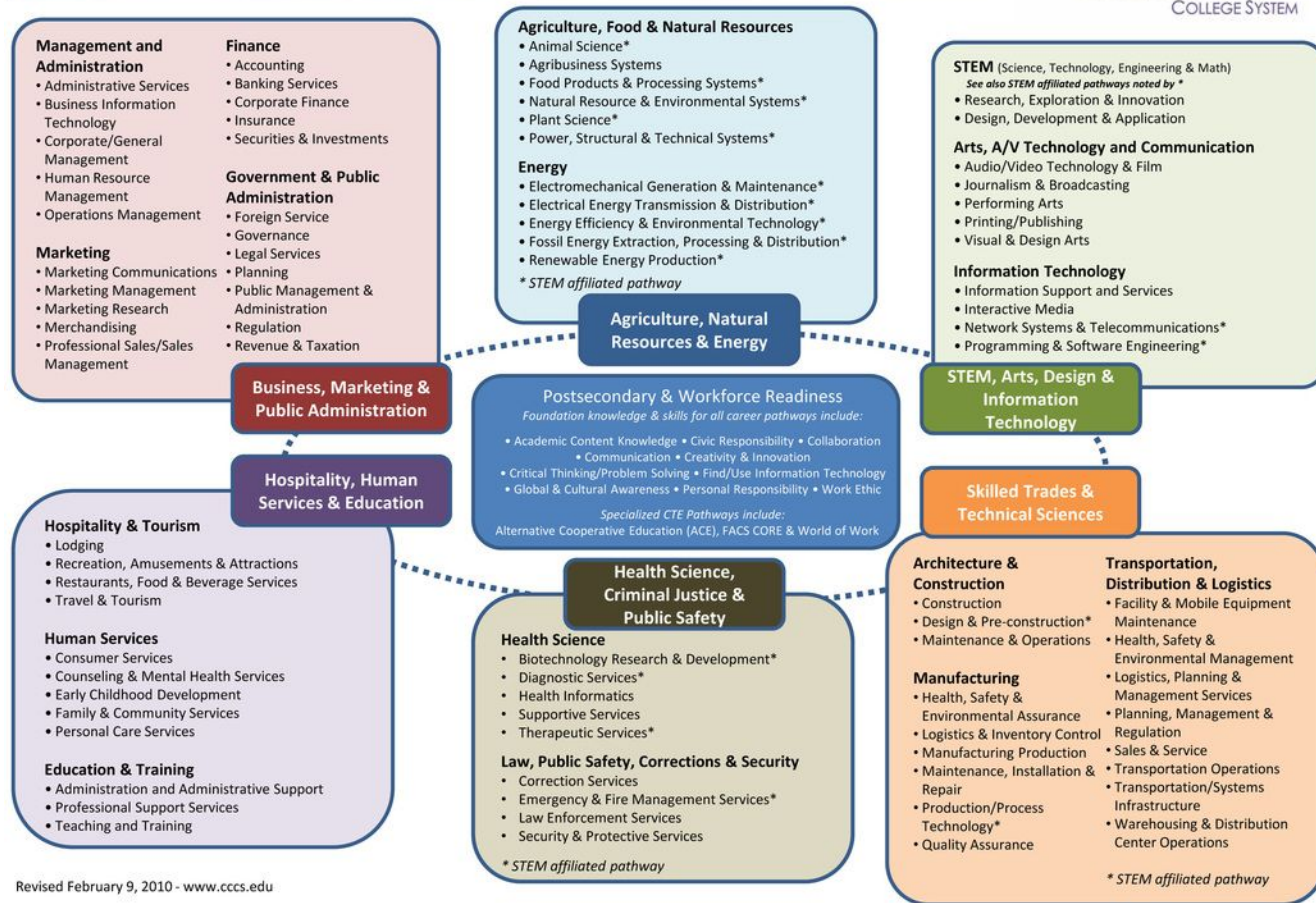 COLLEGE SYSTEM
Management and
Administration
• Administrative Services
• Business Information
Technology
• Corporate/General
Management
• Human Resource
Management
• Operations Management
Marketing
• Marketing Communications
• Marketing Management
• Marketing Research
• Merchandising
• Professional Sales/Sales
Management
Finance
• Accounting
• Banking Services
• Corporate Finance
• Insurance
• Securities & Investments
Government & Public
Administration
• Foreign Service
• Governance
• Legal Services
• Planning
• Public Management &
Administration
• Regulation
• Revenue & Taxation
Business, Marketing &
Public Administration
Agriculture, Food & Natural Resources
• Animal Science*
• Agribusiness Systems
• Food Products & Processing Systems*
• Natural Resource & Environmental Systems*
• Plant Science*
• Power, Structural & Technical Systems*
Energy
• Electromechanical Generation & Maintenance*
• Electrical Energy Transmission & Distribution*
• Energy Efficiency & Environmental Technology*
• Fossil Energy Extraction, Processing & Distribution*
• Renewable Energy Production*
* STEM affiliated pathway
Agriculture, Natural
Resources & Energy
STEM (Science, Technology, Engineering & Math)
See also STEM affiliated pathways noted by *
• Research, Exploration & Innovation
• Design, Development & Application
Arts, A/V Technology and Communication
• Audio/Video Technology & Film
• Journalism & Broadcasting
• Performing Arts
• Printing/Publishing
• Visual & Design Arts
Information Technology
• Information Support and Services
• Interactive Media
• Network Systems & Telecommunications*
• Programming & Software Engineering*
STEM, Arts, Design &
Information
Technology
Postsecondary & Workforce Readiness
Foundation knowledge & skills for all career pathways include:
• Academic Content Knowledge • Civic Responsibility • Collaboration
• Communication • Creativity & Innovation
• Critical Thinking/Problem Solving • Find/Use Information Technology
• Global & Cultural Awareness • Personal Responsibility • Work Ethic
Specialized CTE Pathways include:
Alternative Cooperative Education (ACE), FACS CORE & World of Work
Hospitality, Human
Services & Education
Hospitality & Tourism
• Lodging
• Recreation, Amusements & Attractions
• Restaurants, Food & Beverage Services
• Travel & Tourism
Human Services
• Consumer Services
• Counseling & Mental Health Services
• Early Childhood Development
• Family & Community Services
• Personal Care Services
Education & Training
• Administration and Administrative Support
• Professional Support Services
• Teaching and Training
Health Science,
Criminal Justice &
Public Safety
Health Science
• Biotechnology Research & Development*
• Diagnostic Services*
• Health Informatics
• Supportive Services
• Therapeutic Services*
Law, Public Safety, Corrections & Security
• Correction Services
• Emergency & Fire Management Services*
• Law Enforcement Services
• Security & Protective Services
* STEM affiliated pathway
Skilled Trades &
Technical Sciences
Architecture &
Construction
• Construction
• Design & Pre-construction*
• Maintenance & Operations
Manufacturing
• Health, Safety &
Environmental Assurance
• Logistics & Inventory Control
• Manufacturing Production
• Maintenance, Installation &
Repair
• Production/Process
Technology*
• Quality Assurance
Transportation,
Distribution & Logistics
• Facility & Mobile Equipment
Maintenance
• Health, Safety &
Environmental Management
• Logistics, Planning &
Management Services
• Planning, Management &
Regulation
• Sales & Service
• Transportation Operations
• Transportation/Systems
Infrastructure
• Warehousing & Distribution
Center Operations
* STEM affiliated pathway
Revised February 9, 2010 - www.cccs.edu